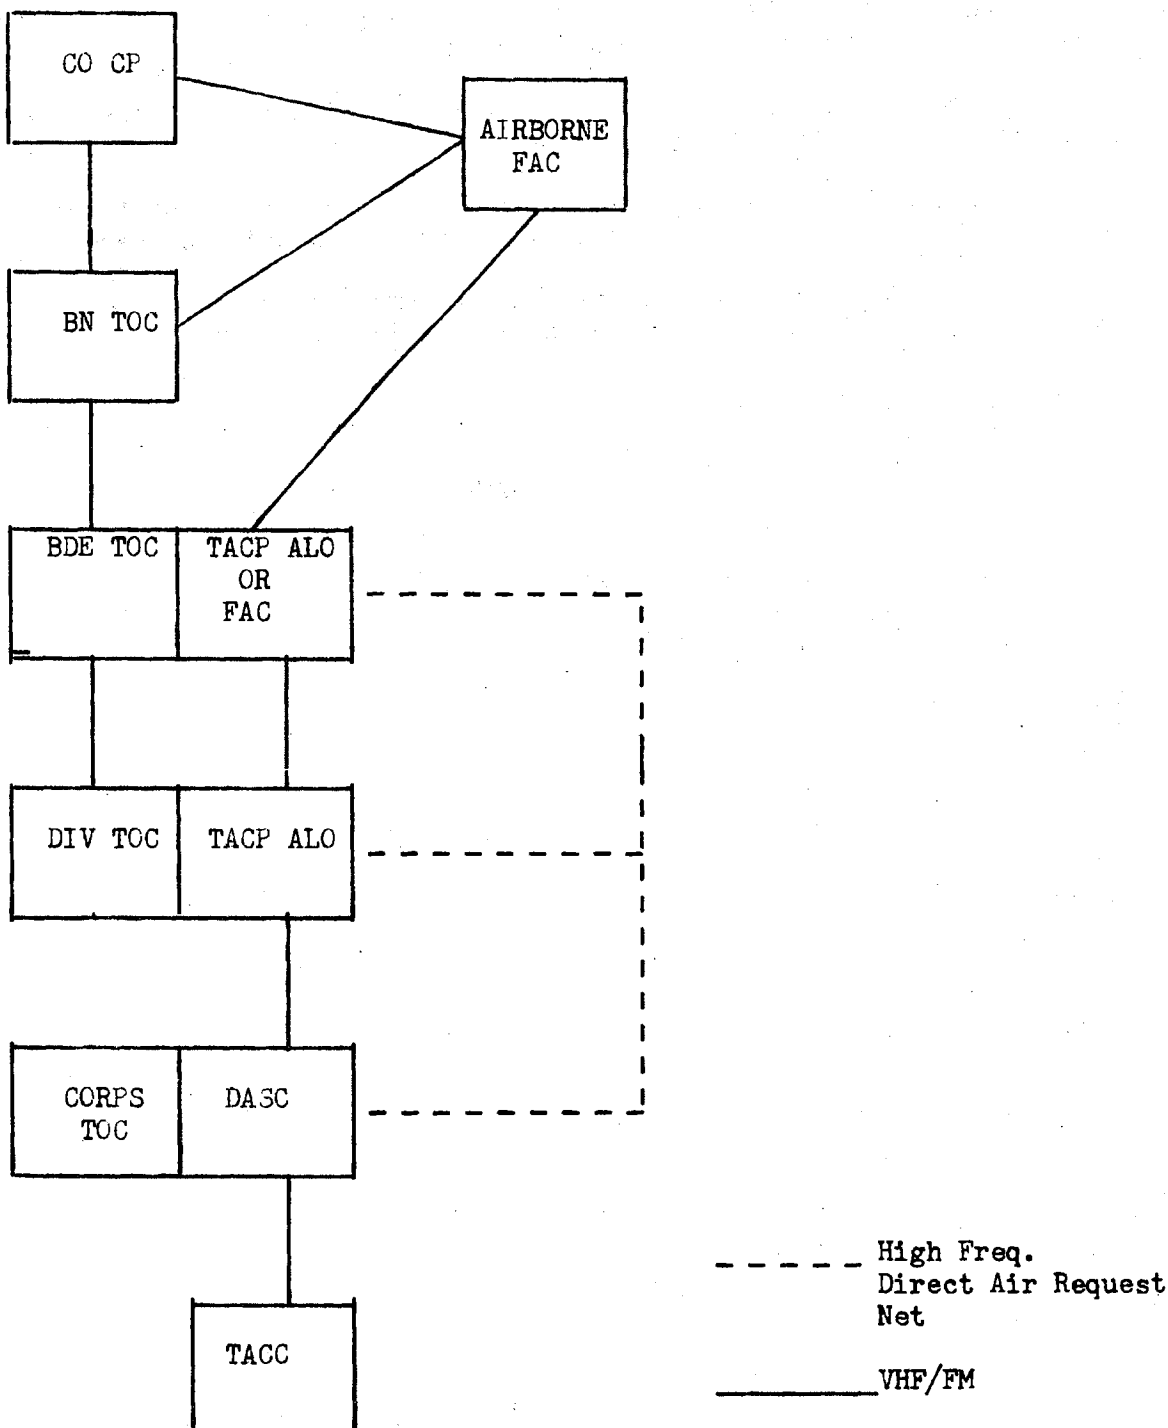 CO CP
AIRBORNE
FAC
BN TOC
BDE TOC
TACP ALO
OR
FAC
DIV TOC
TACP ALO
CORPS
TOC
DASC
TACC
High Freq.
Direct Air Request
Net
VHF/FM